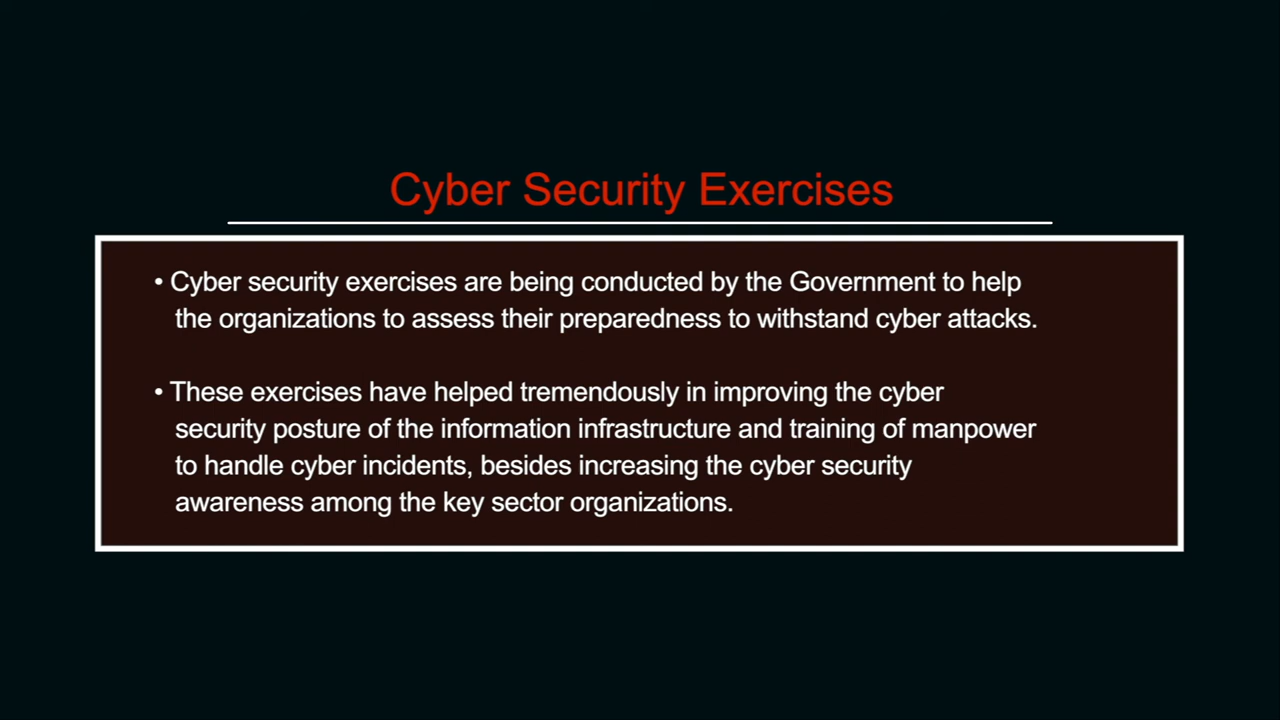 Cyber Security Exercises
• Cyber security exercises are being conducted by the Government to help
the organizations to assess their preparedness to withstand cyber attacks.
• These exercises have helped tremendously in improving the cyber
security posture of the information infrastructure and training of manpower
to handle cyber incidents, besides increasing the cyber security
awareness among the key sector organizations.